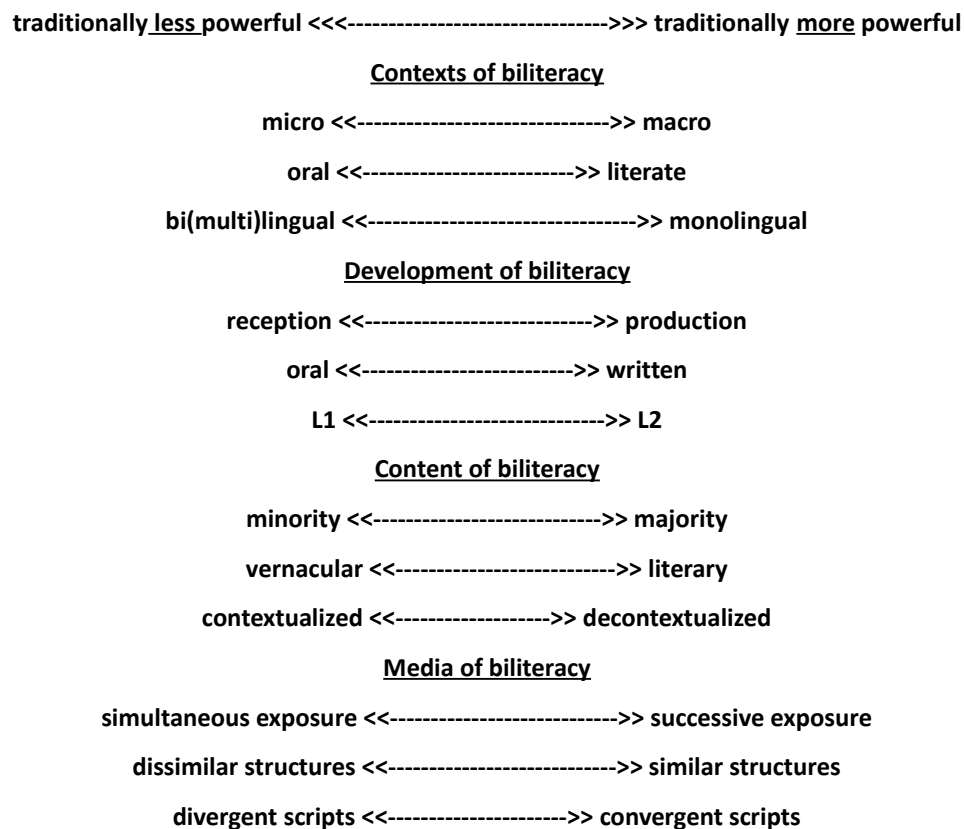 traditionally less powerful <<<-------------------------------->>> traditionally more powerful
Contexts of biliteracy
micro <<------------------------------->> macro
oral <<-------------------------->> literate
bi(multi)lingual <<--------------------------------->> monolingual
Development of biliteracy
reception <<---------------------------->> production
oral <<-------------------------->> written
L1 <<----------------------------->> L2
Content of biliteracy
minority <<---------------------------->> majority
vernacular <<--------------------------->> literary
contextualized <<------------------->> decontextualized
Media of biliteracy
simultaneous exposure <<---------------------------->> successive exposure
dissimilar structures <<---------------------------->> similar structures
divergent scripts <<---------------------->> convergent scripts